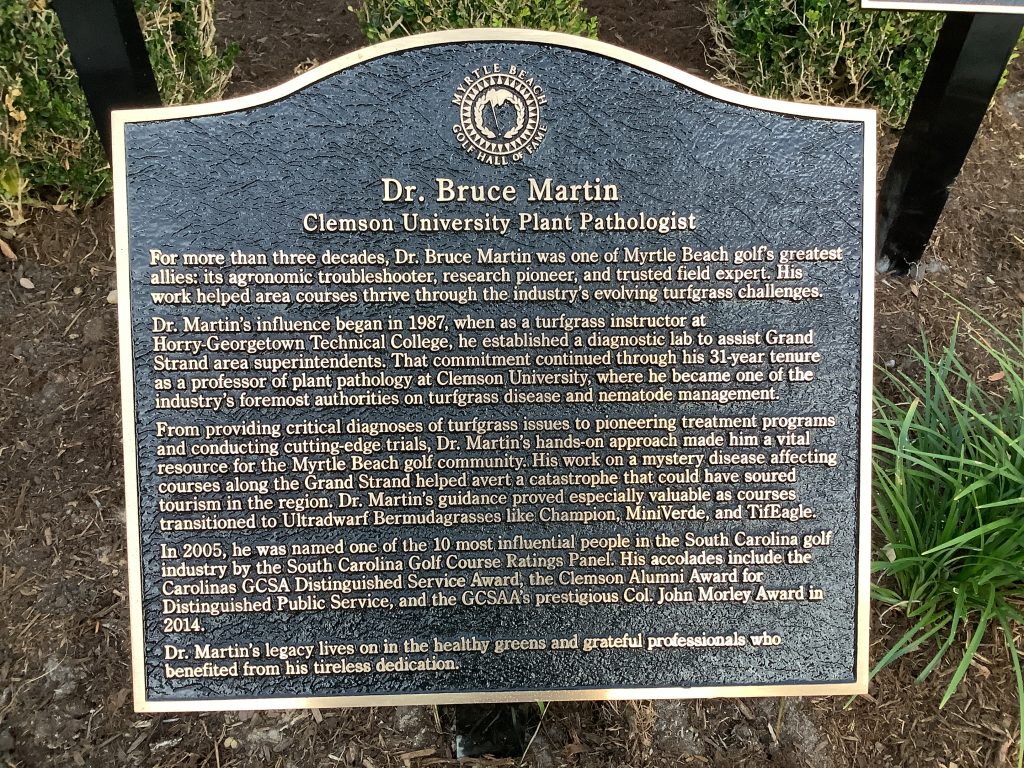 MYRTLE BEACH
GOLF HALL OF FAME
Dr. Bruce Martin
Clemson University Plant Pathologist
For more than three decades, Dr. Bruce Martin was one of Myrtle Beach golf's greatest
allies: its agronomic troubleshooter, research pioneer, and trusted field expert. His
work helped area courses thrive through the industry's evolving turfgrass challenges.
Dr. Martin's influence began in 1987, when as a turfgrass instructor at
Horry-Georgetown Technical College, he established a diagnostic lab to assist Grand
Strand area superintendents. That commitment continued through his 31-year tenure
as a professor of plant pathology at Clemson University, where he became one of the
industry's foremost authorities on turfgrass disease and nematode management.
From providing critical diagnoses of turfgrass issues to pioneering treatment programs
and conducting cutting-edge trials, Dr. Martin's hands-on approach made him a vital
resource for the Myrtle Beach golf community. His work on a mystery disease affecting
courses along the Grand Strand helped avert a catastrophe that could have soured
tourism in the region. Dr. Martin's guidance proved especially valuable as courses
transitioned to Ultradwarf Bermudagrasses like Champion, MiniVerde, and TifEagle.
In 2005, he was named one of the 10 most influential people in the South Carolina golf
industry by the South Carolina Golf Course Ratings Panel. His accolades include the
Carolinas GCSA Distinguished Service Award, the Clemson Alumni Award for
Distinguished Public Service, and the GCSAA's prestigious Col. John Morley Award in
2014.
Dr. Martin's legacy lives on in the healthy greens and grateful professionals who
benefited from his tireless dedication.